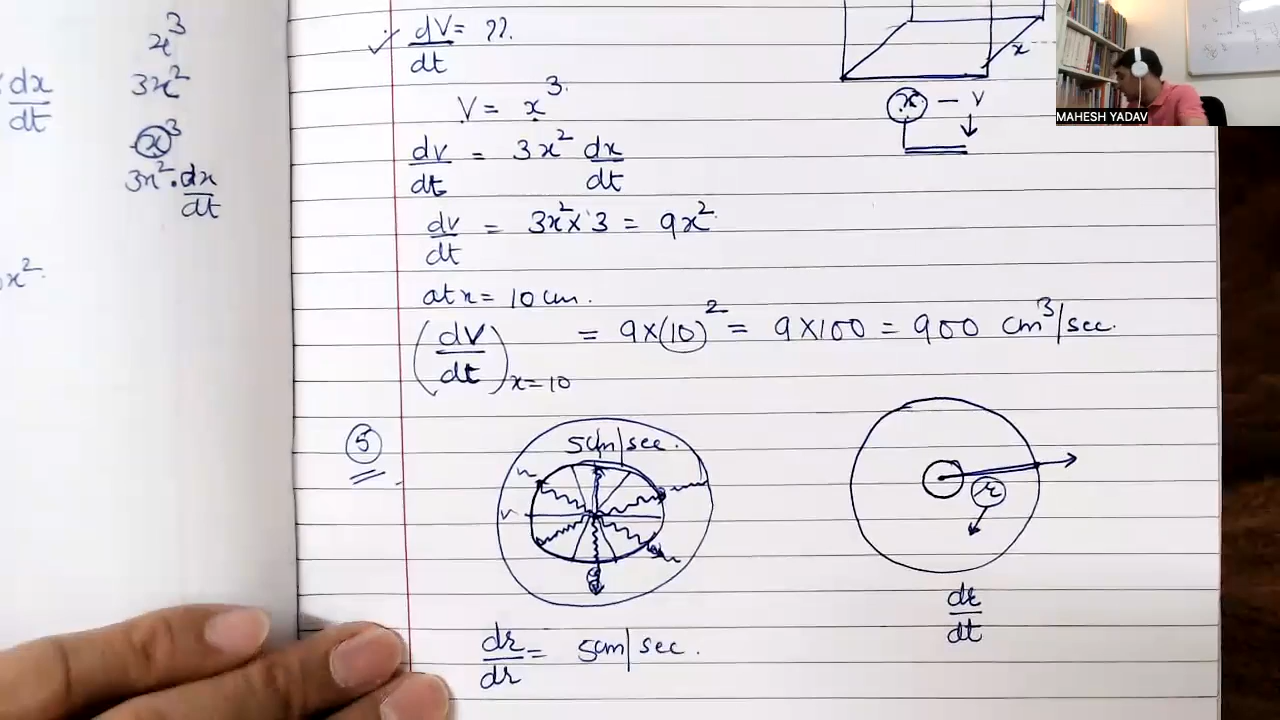 x³
3x²
dx/dt
x³
3x² · dx/dt
x²
dV/dt = ??
V = x³
dv/dt = 3x² dx/dt
dv/dt = 3x² × 3 = 9x²
at x = 10 cm.
(dV/dt)x=10 = 9×(10)² = 9×100 = 900 cm³/sec.
x
x – V
MAHESH YADAV
5
5cm/sec.
r
dr/dt
dr/dr = 5cm/sec.